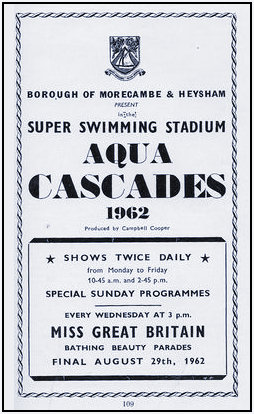 BOROUGH OF MORECAMBE & HEYSHAM
PRESENT
in the
SUPER SWIMMING STADIUM
AQUA
CASCADES
1962
Produced by Campbell Cooper
★ SHOWS TWICE DAILY ★
from Monday to Friday
10-45 a.m. and 2-45 p.m.
SPECIAL SUNDAY PROGRAMMES
EVERY WEDNESDAY AT 3 p.m.
MISS GREAT BRITAIN
BATHING BEAUTY PARADES
FINAL AUGUST 29th, 1962
109